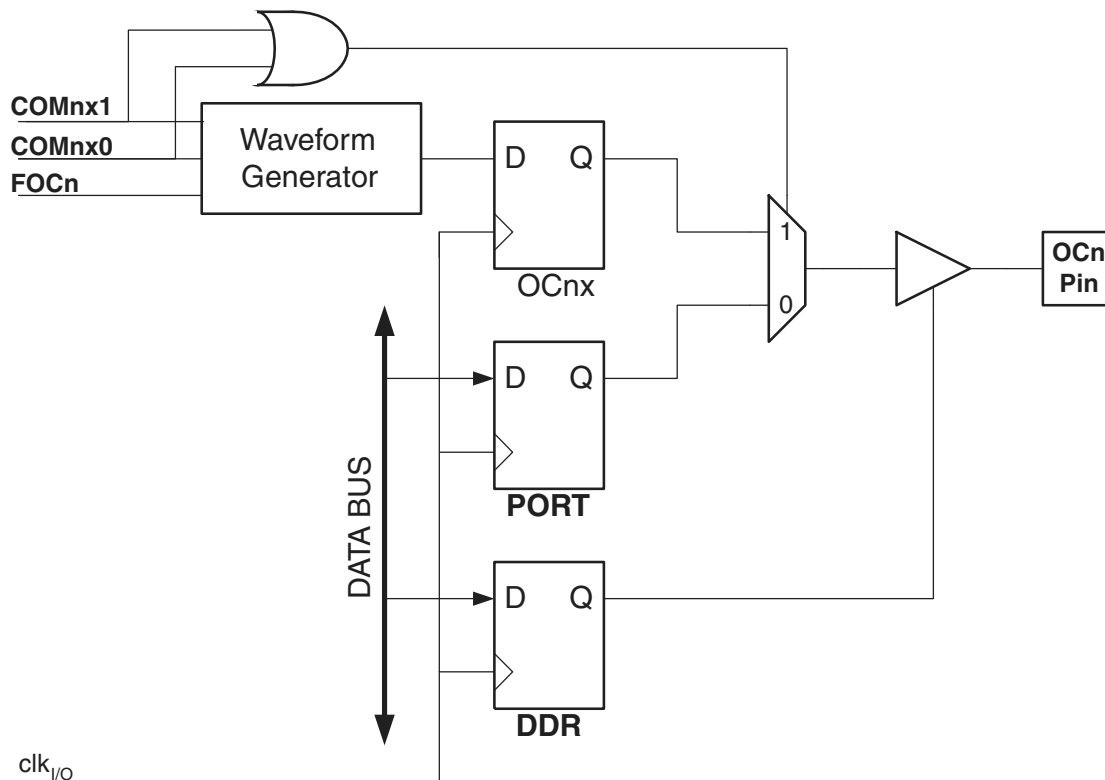 COMnx1
COMnx0
FOCn
Waveform
Generator
D Q
OCnx
1
0
OCn
Pin
D Q
PORT
DATA BUS
D Q
DDR
clkI/O